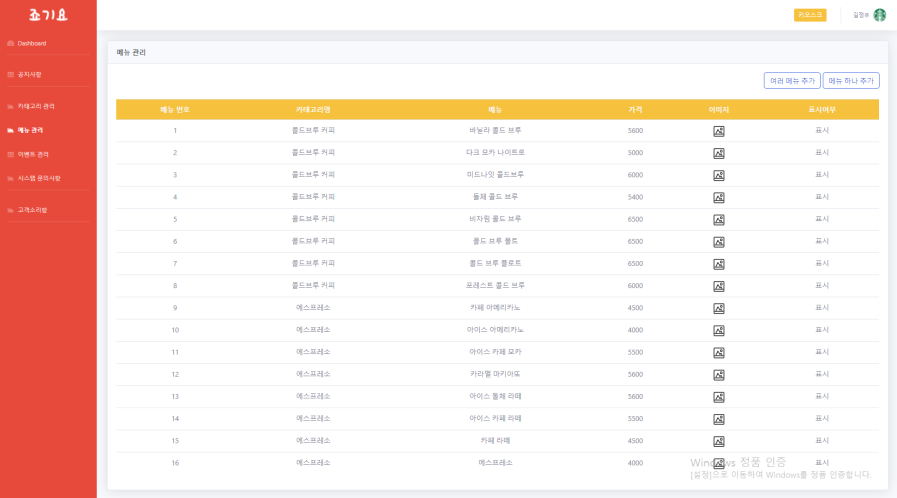 죠기요
Dashboard
공지사항
카테고리 관리
메뉴 관리
이벤트 관리
시스템 문의사항
고객소리함
키오스크
메뉴 관리
여러 메뉴 추가 메뉴 하나 추가
메뉴 번호 카테고리명 메뉴 가격 이미지 표시여부
1 콜드브루 커피 바닐라 콜드 브루 5600 표시
2 콜드브루 커피 다크 모카 나이트로 5000 표시
3 콜드브루 커피 미드나잇 콜드브루 6000 표시
4 콜드브루 커피 돌체 콜드 브루 5400 표시
5 콜드브루 커피 비자림 콜드 브루 6500 표시
6 콜드브루 커피 콜드 브루 몰트 6500 표시
7 콜드브루 커피 콜드 브루 플로트 6500 표시
8 콜드브루 커피 포레스트 콜드 브루 6000 표시
9 에스프레소 카페 아메리카노 4500 표시
10 에스프레소 아이스 아메리카노 4000 표시
11 에스프레소 아이스 카페 모카 5500 표시
12 에스프레소 카라멜 마키아또 5600 표시
13 에스프레소 아이스 돌체 라떼 5600 표시
14 에스프레소 아이스 카페 라떼 5500 표시
15 에스프레소 카페 라떼 4500 표시
16 에스프레소 에스프레소 4000 표시
Windows 정품 인증
[설정]으로 이동하여 Windows를 정품 인증합니다.